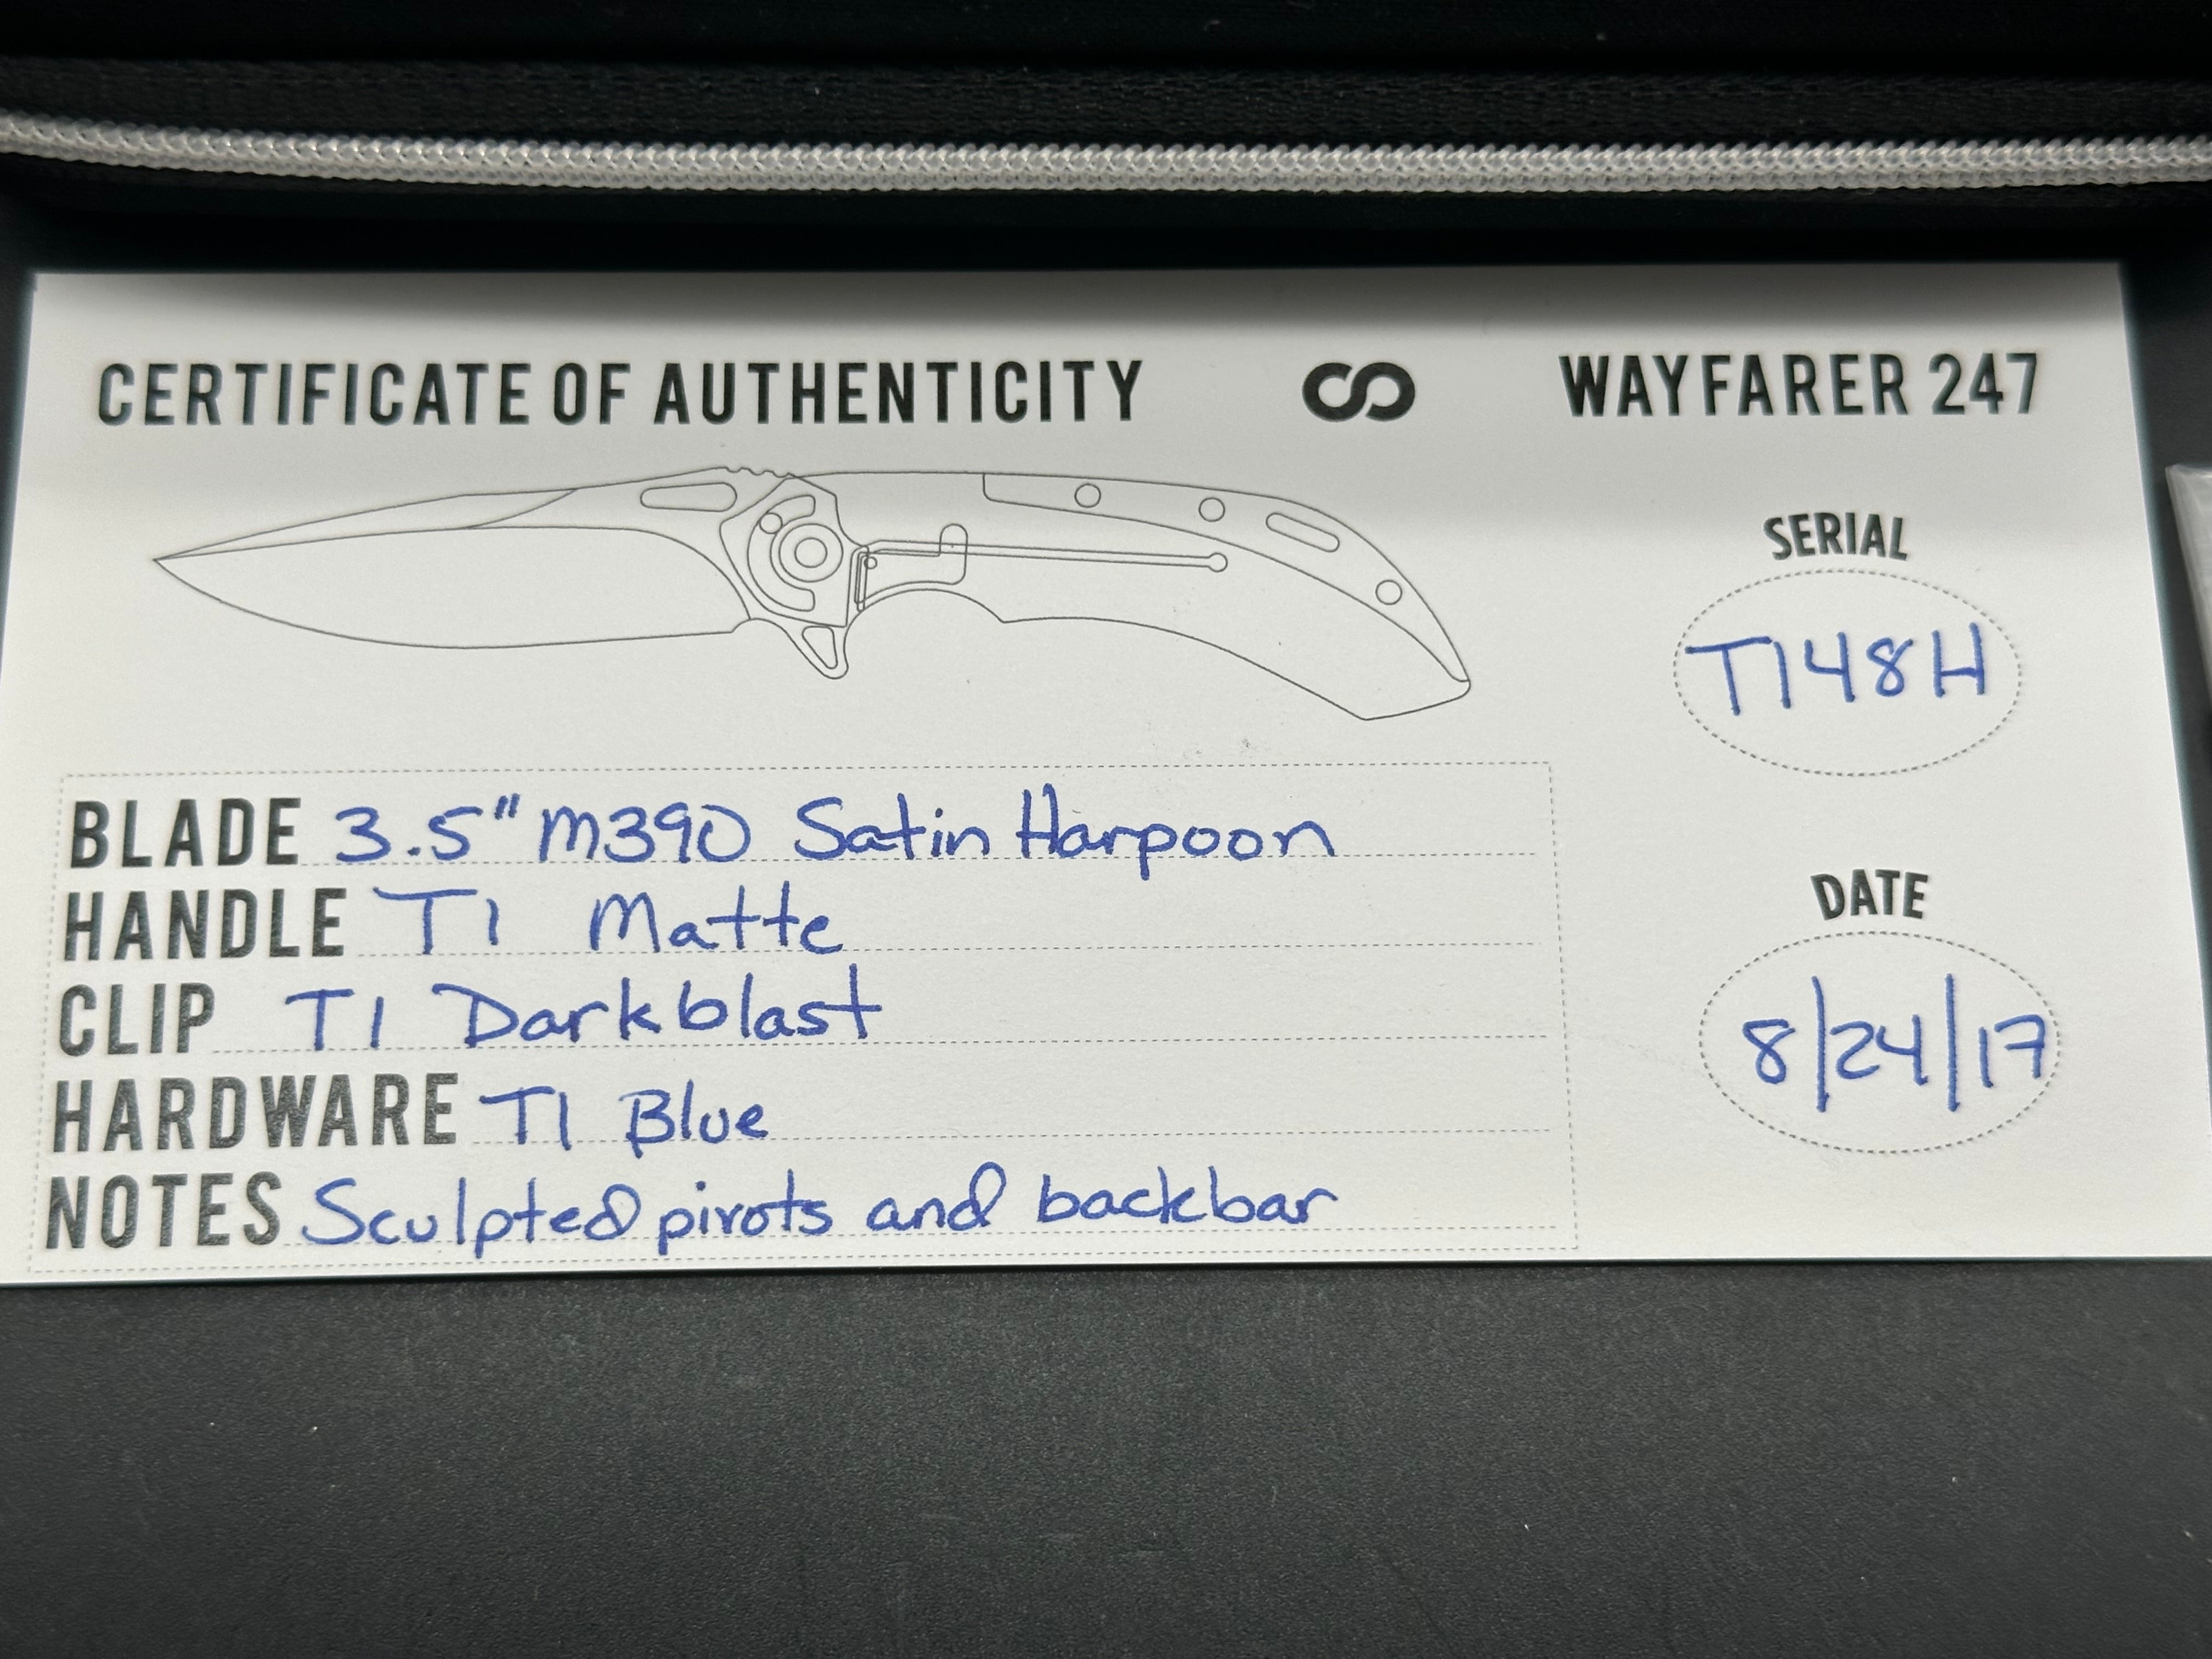 CERTIFICATE OF AUTHENTICITY WAYFARER 247
SERIAL
TI48H
BLADE 3.5" M390 Satin Harpoon
HANDLE TI Matte
CLIP TI Darkblast
HARDWARE TI Blue
NOTES Sculpted pivots and backbar
DATE
8/24/17